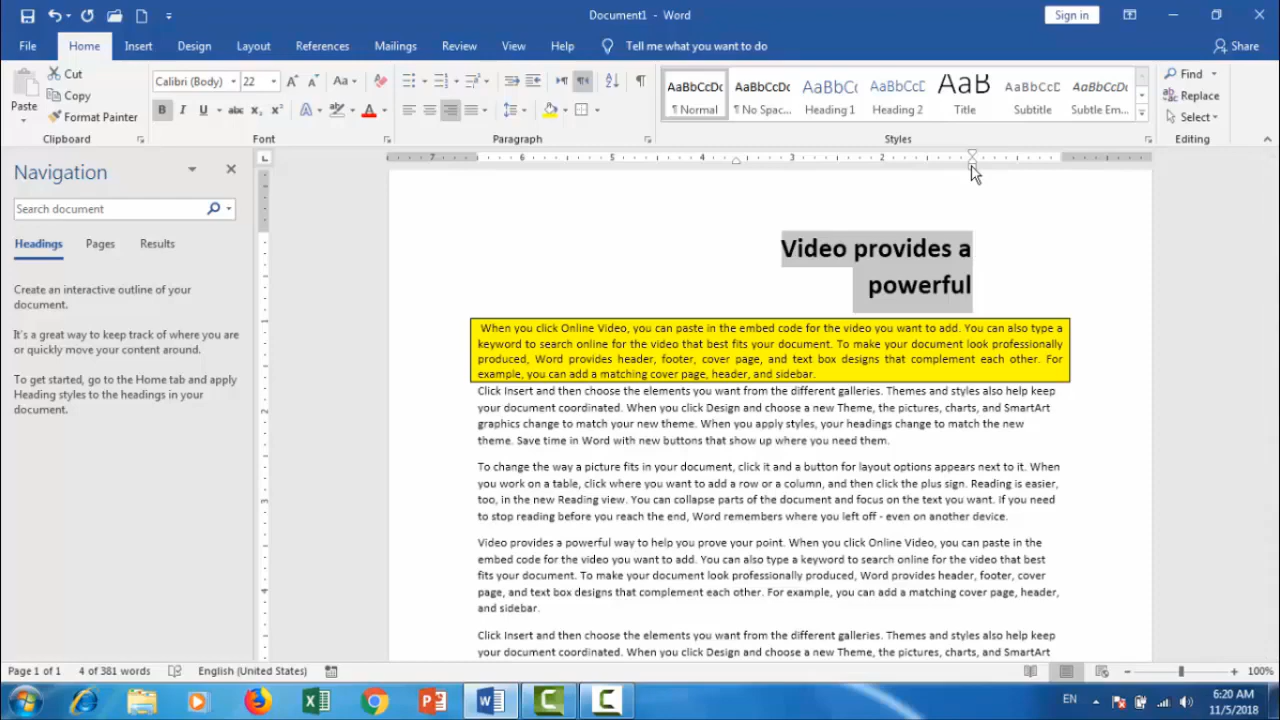 Document1 - Word
Sign in
File Home Insert Design Layout References Mailings Review View Help Tell me what you want to do Share
Paste
Cut
Copy
Format Painter
Clipboard
Calibri (Body) 22
Font
Paragraph
AaBbCcDc AaBbCcDc AaBbC( AaBbCcD AaB AaBbCcD AaBbCcDc
¶ Normal ¶ No Spac... Heading 1 Heading 2 Title Subtitle Subtle Em...
Styles
Find
Replace
Select
Editing
Navigation
Search document
Headings Pages Results
Create an interactive outline of your
document.
It's a great way to keep track of where you are
or quickly move your content around.
To get started, go to the Home tab and apply
Heading styles to the headings in your
document.
7 6 5 4 3 2
Video provides a
powerful
When you click Online Video, you can paste in the embed code for the video you want to add. You can also type a
keyword to search online for the video that best fits your document. To make your document look professionally
produced, Word provides header, footer, cover page, and text box designs that complement each other. For
example, you can add a matching cover page, header, and sidebar.
Click Insert and then choose the elements you want from the different galleries. Themes and styles also help keep
your document coordinated. When you click Design and choose a new Theme, the pictures, charts, and SmartArt
graphics change to match your new theme. When you apply styles, your headings change to match the new
theme. Save time in Word with new buttons that show up where you need them.
To change the way a picture fits in your document, click it and a button for layout options appears next to it. When
you work on a table, click where you want to add a row or a column, and then click the plus sign. Reading is easier,
too, in the new Reading view. You can collapse parts of the document and focus on the text you want. If you need
to stop reading before you reach the end, Word remembers where you left off - even on another device.
Video provides a powerful way to help you prove your point. When you click Online Video, you can paste in the
embed code for the video you want to add. You can also type a keyword to search online for the video that best
fits your document. To make your document look professionally produced, Word provides header, footer, cover
page, and text box designs that complement each other. For example, you can add a matching cover page, header,
and sidebar.
Click Insert and then choose the elements you want from the different galleries. Themes and styles also help keep
your document coordinated. When you click Design and choose a new Theme, the pictures, charts, and SmartArt
Page 1 of 1 4 of 381 words English (United States) 100%
EN
6:20 AM
11/5/2018